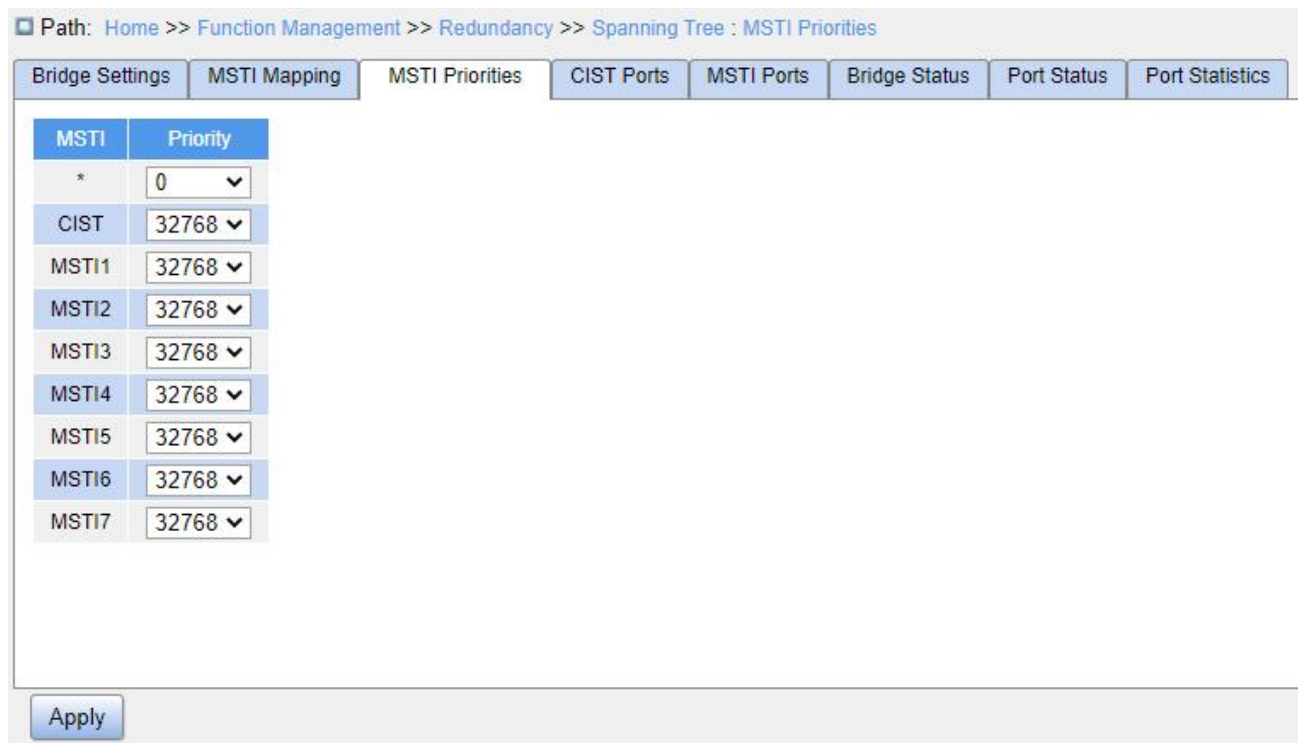 Path: Home >> Function Management >> Redundancy >> Spanning Tree : MSTI Priorities
Bridge Settings MSTI Mapping MSTI Priorities CIST Ports MSTI Ports Bridge Status Port Status Port Statistics
MSTI Priority
* 0
CIST 32768
MSTI1 32768
MSTI2 32768
MSTI3 32768
MSTI4 32768
MSTI5 32768
MSTI6 32768
MSTI7 32768
Apply